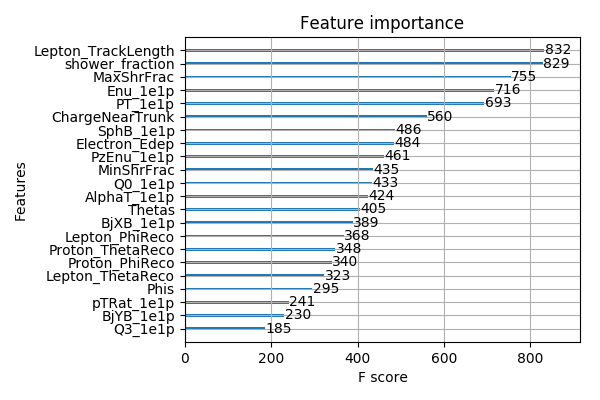 Feature importance
Lepton_TrackLength 832
shower_fraction 829
MaxShrFrac 755
Enu_1e1p 716
PT_1e1p 693
ChargeNearTrunk 560
SphB_1e1p 486
Electron_Edep 484
PzEnu_1e1p 461
MinShrFrac 435
Q0_1e1p 433
AlphaT_1e1p 424
Thetas 405
BjXB_1e1p 389
Lepton_PhiReco 368
Proton_ThetaReco 348
Proton_PhiReco 340
Lepton_ThetaReco 323
Phis 295
pTRat_1e1p 241
BjYB_1e1p 230
Q3_1e1p 185
Features
0 200 400 600 800
F score